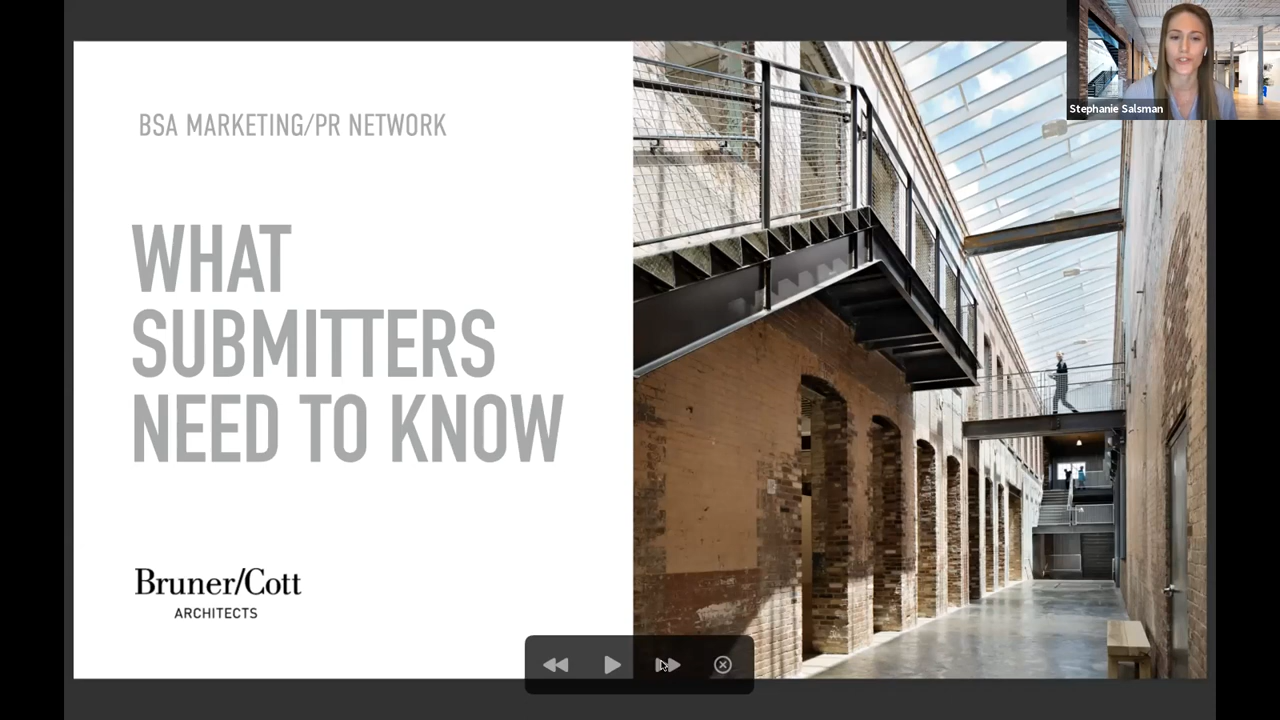 BSA MARKETING/PR NETWORK
WHAT
SUBMITTERS
NEED TO KNOW
Bruner/Cott
ARCHITECTS
Stephanie Salsman